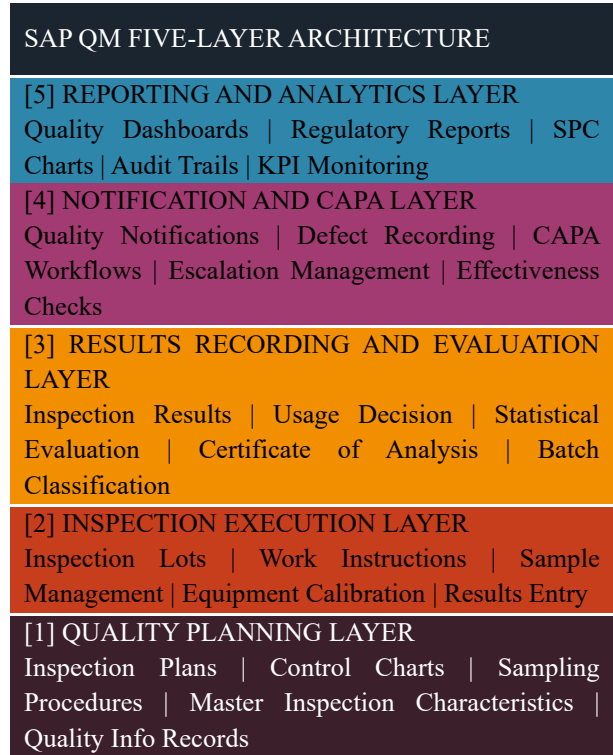 SAP QM FIVE-LAYER ARCHITECTURE
[5] REPORTING AND ANALYTICS LAYER
Quality Dashboards | Regulatory Reports | SPC
Charts | Audit Trails | KPI Monitoring
[4] NOTIFICATION AND CAPA LAYER
Quality Notifications | Defect Recording | CAPA
Workflows | Escalation Management | Effectiveness
Checks
[3] RESULTS RECORDING AND EVALUATION
LAYER
Inspection Results | Usage Decision | Statistical
Evaluation | Certificate of Analysis | Batch
Classification
[2] INSPECTION EXECUTION LAYER
Inspection Lots | Work Instructions | Sample
Management | Equipment Calibration | Results Entry
[1] QUALITY PLANNING LAYER
Inspection Plans | Control Charts | Sampling
Procedures | Master Inspection Characteristics |
Quality Info Records